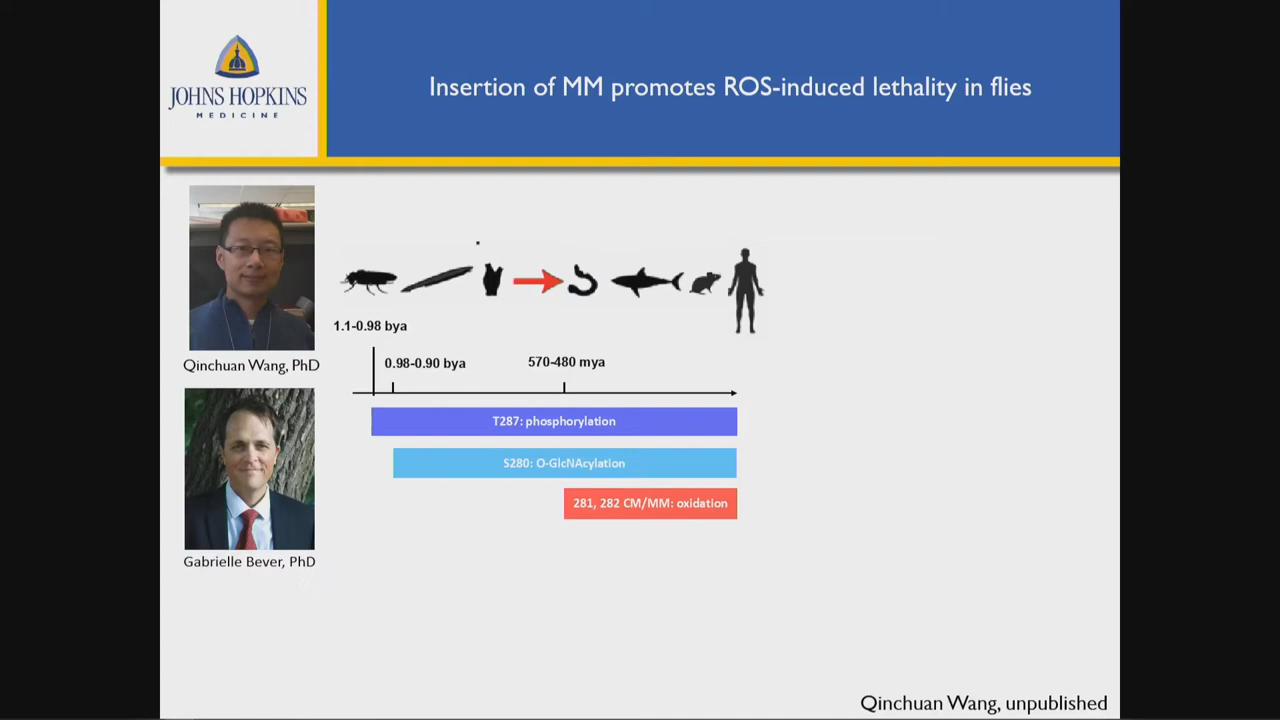 JOHNS HOPKINS
MEDICINE
Insertion of MM promotes ROS-induced lethality in flies
Qinchuan Wang, PhD
Gabrielle Bever, PhD
1.1-0.98 bya
0.98-0.90 bya
570-480 mya
T287: phosphorylation
S280: O-GlcNAcylation
281, 282 CM/MM: oxidation
Qinchuan Wang, unpublished